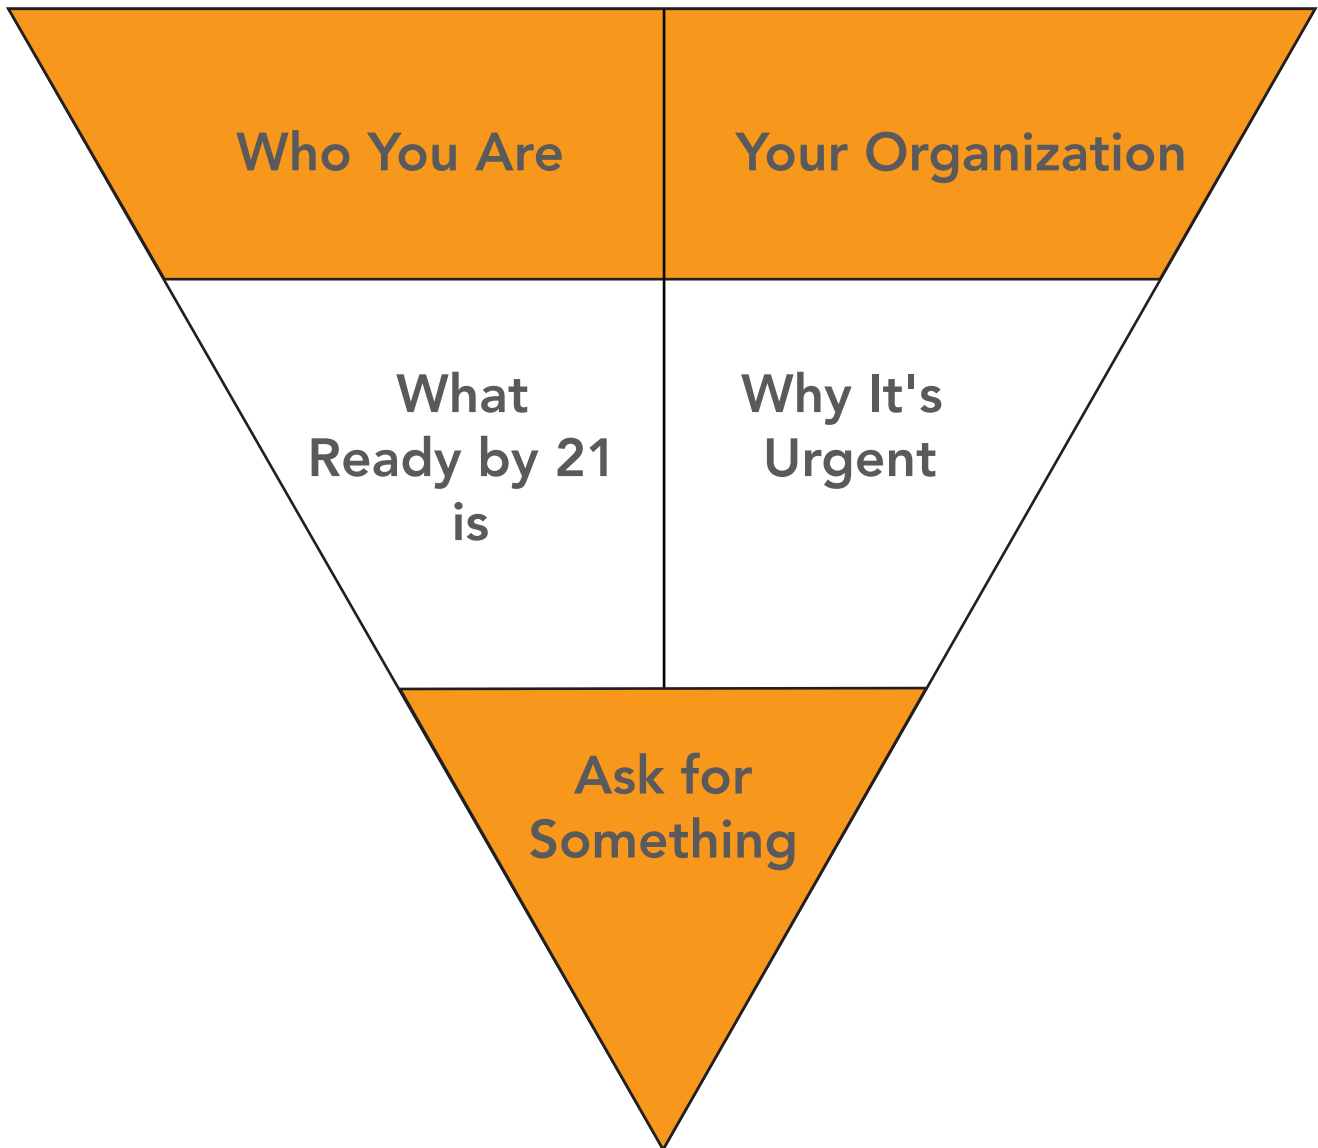 Who You Are
Your Organization
What
Ready by 21
is
Why It's
Urgent
Ask for
Something